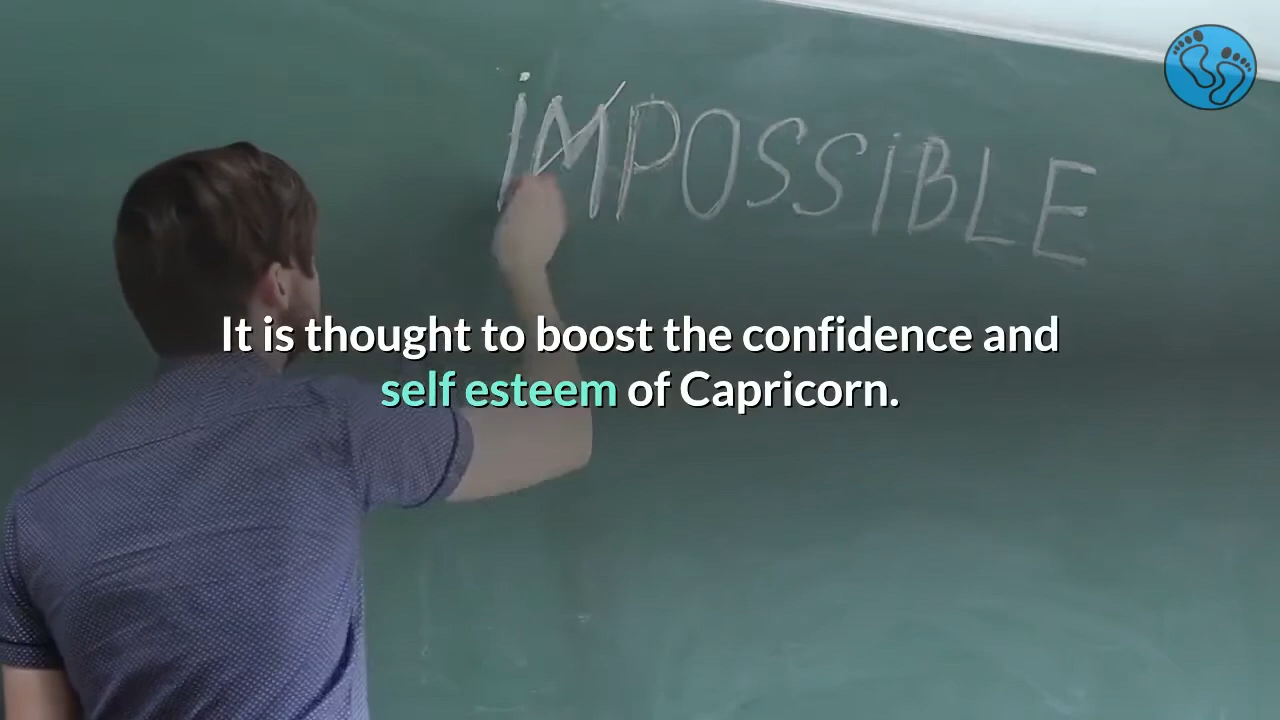 iMPOSSiBLE
It is thought to boost the confidence and
self esteem of Capricorn.